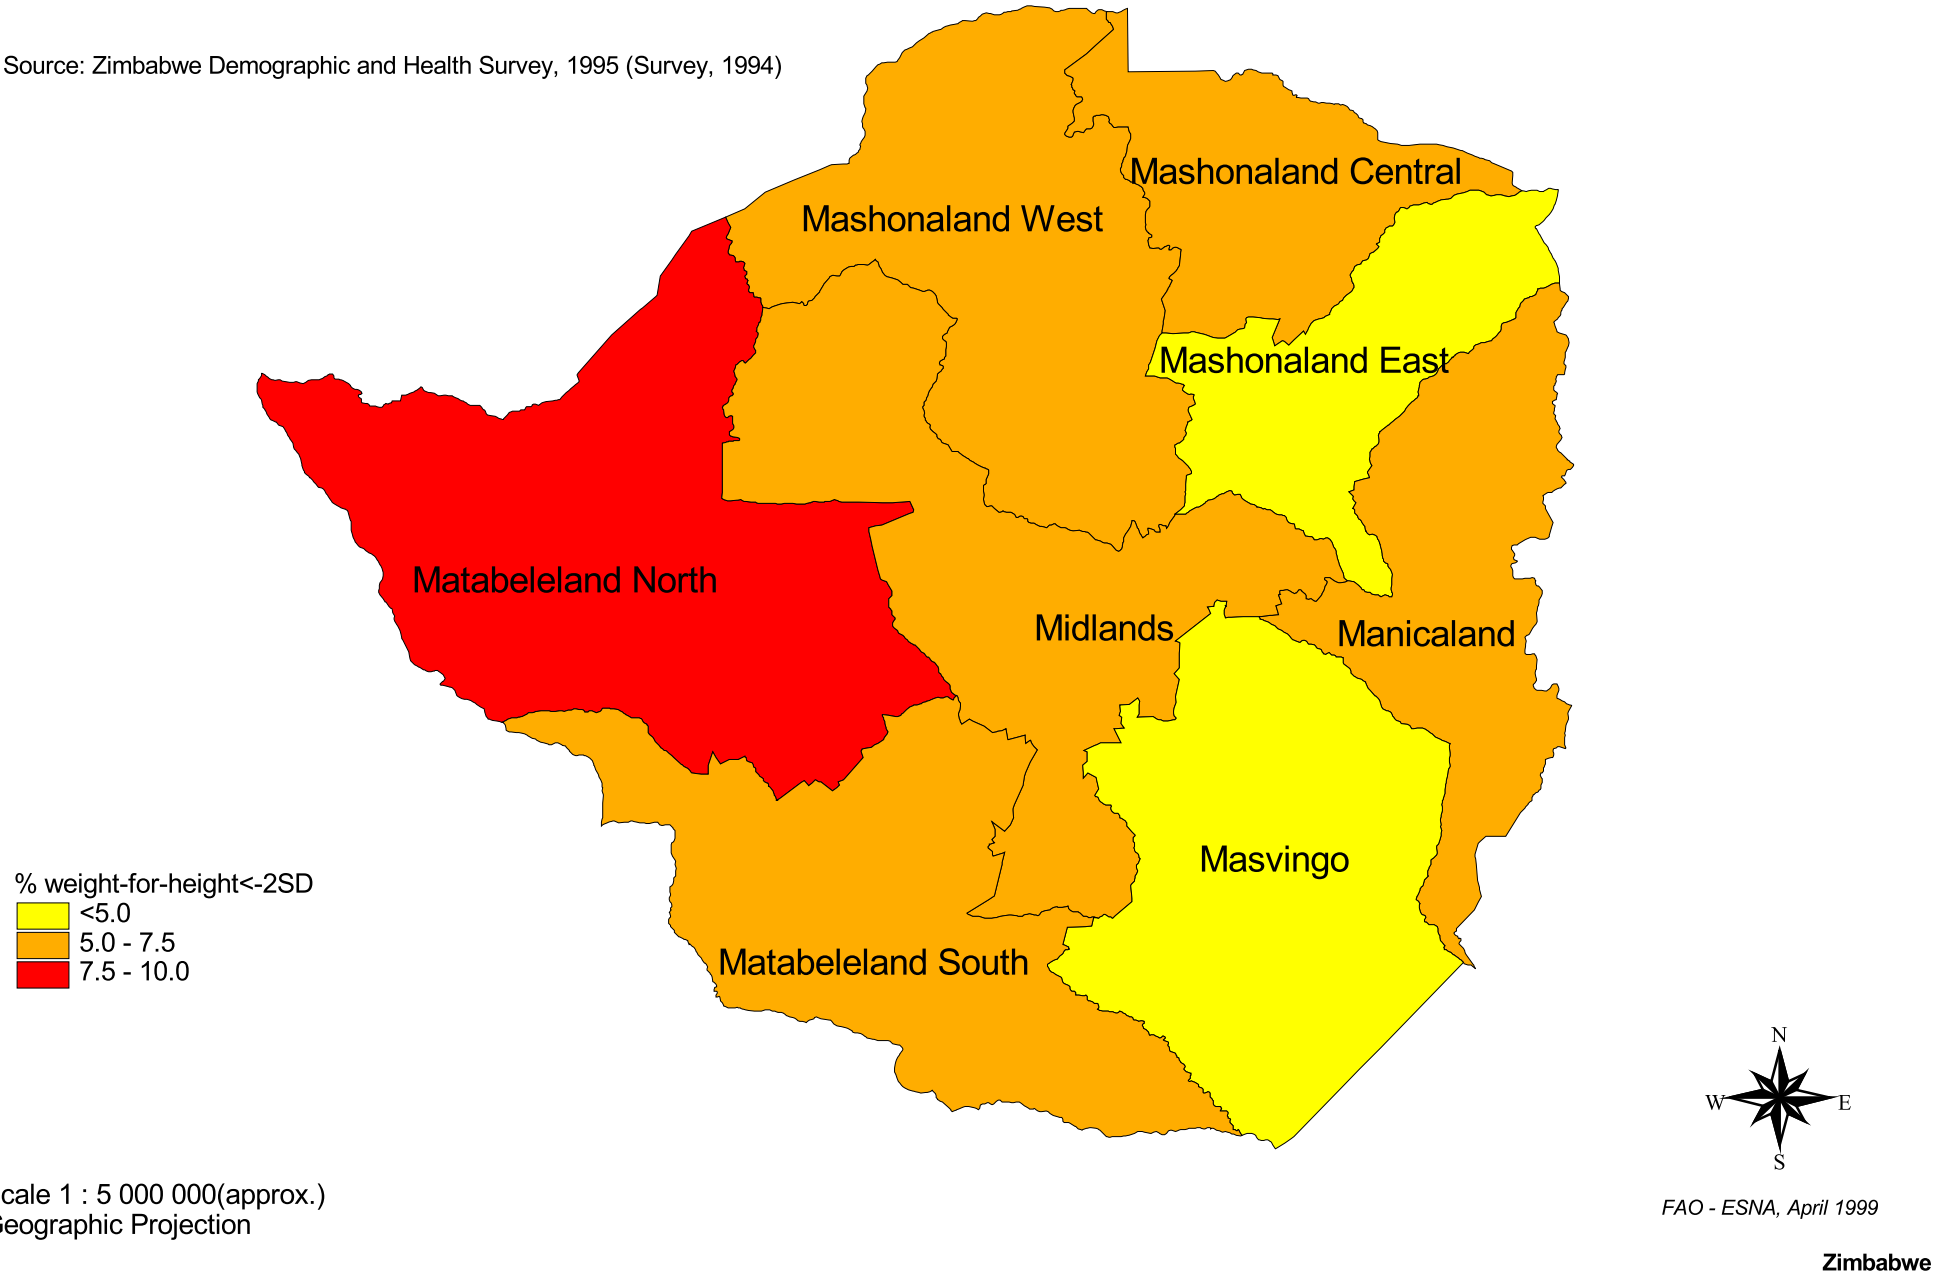 Source: Zimbabwe Demographic and Health Survey, 1995 (Survey, 1994)
Mashonaland Central
Mashonaland West
Mashonaland East
Matabeleland North
Midlands
Manicaland
Masvingo
Matabeleland South
% weight-for-height<-2SD
<5.0
5.0 - 7.5
7.5 - 10.0
N
W
E
S
cale 1 : 5 000 000(approx.)
Geographic Projection
FAO - ESNA, April 1999
Zimbabwe